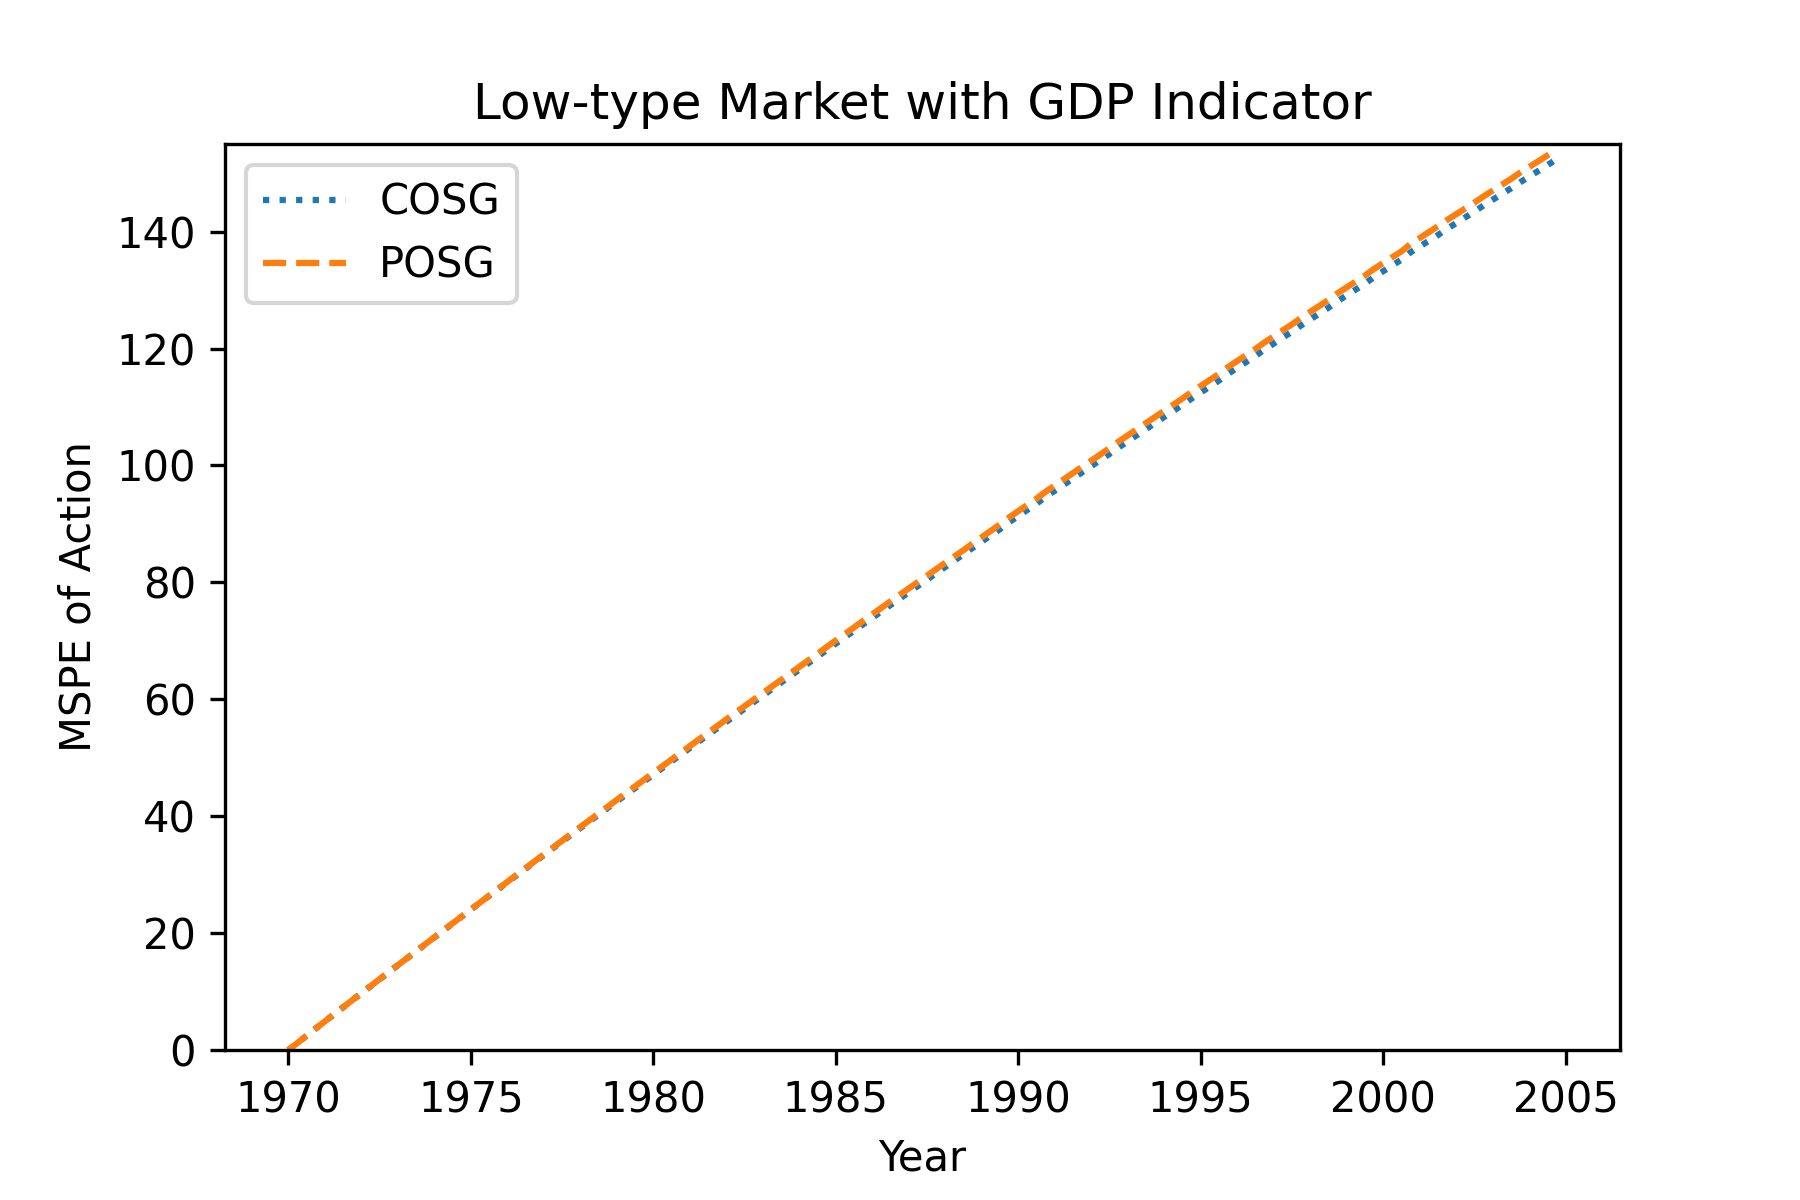 Low-type Market with GDP Indicator
COSG
POSG
MSPE of Action
140
120
100
80
60
40
20
0
1970 1975 1980 1985 1990 1995 2000 2005
Year